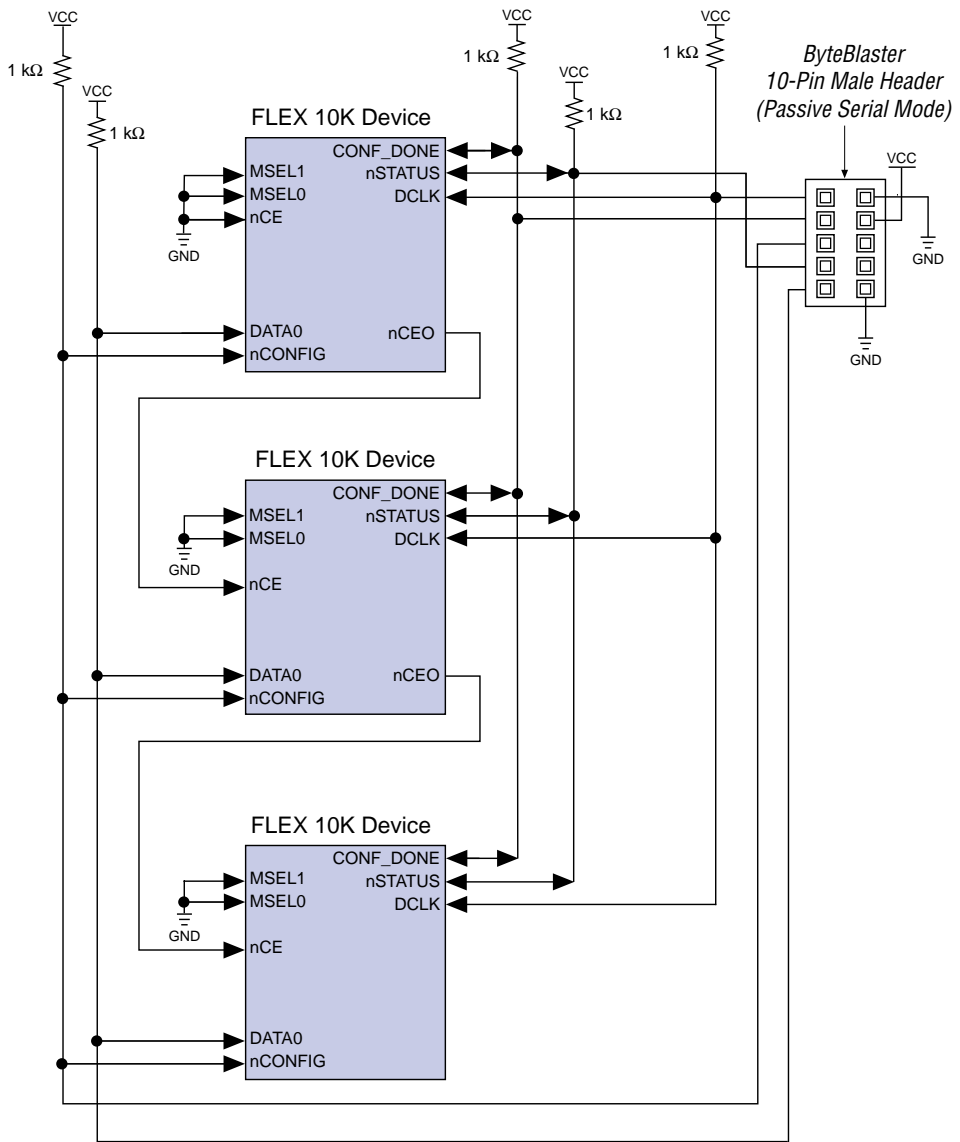 VCC
VCC
VCC
1 kΩ
1 kΩ
1 kΩ
ByteBlaster
10-Pin Male Header
(Passive Serial Mode)
VCC
1 kΩ
VCC
1 kΩ
VCC
GND
GND
FLEX 10K Device
CONF_DONE
MSEL1
nSTATUS
MSEL0
DCLK
nCE
GND
DATA0
nCEO
nCONFIG
FLEX 10K Device
CONF_DONE
MSEL1
nSTATUS
MSEL0
DCLK
GND
nCE
DATA0
nCEO
nCONFIG
FLEX 10K Device
CONF_DONE
MSEL1
nSTATUS
MSEL0
DCLK
GND
nCE
DATA0
nCONFIG